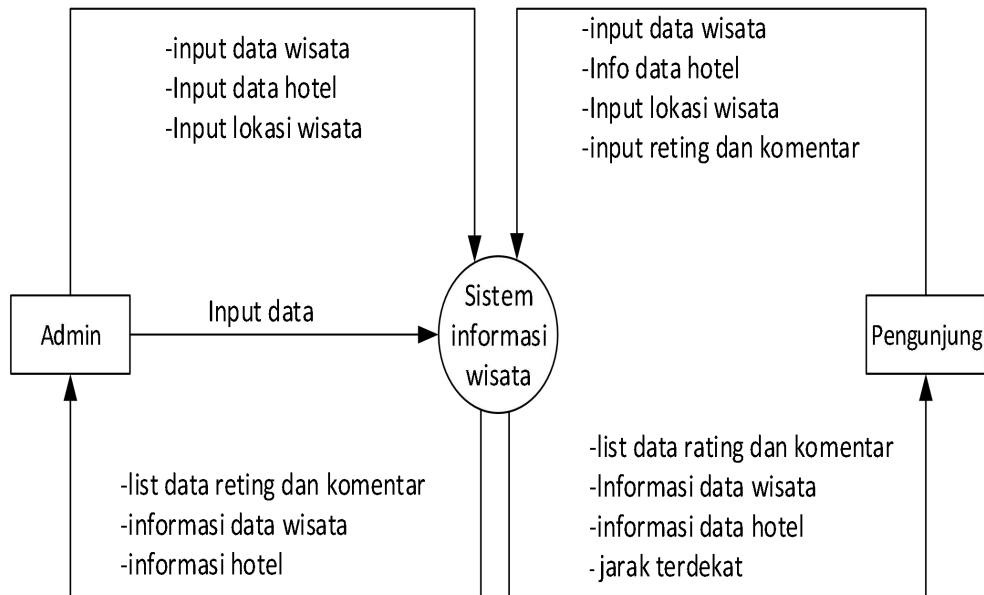 -input data wisata
-Input data hotel
-Input lokasi wisata
-input data wisata
-Info data hotel
-Input lokasi wisata
-input reting dan komentar
Admin
Input data
Sistem
informasi
wisata
Pengunjung
-list data reting dan komentar
-informasi data wisata
-informasi hotel
-list data rating dan komentar
-Informasi data wisata
-informasi data hotel
- jarak terdekat